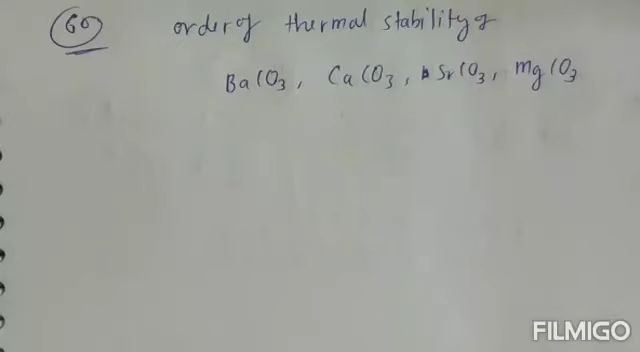 60 order of thermal stability of
BaCO3, CaCO3, SrCO3, MgCO3
FILMIGO